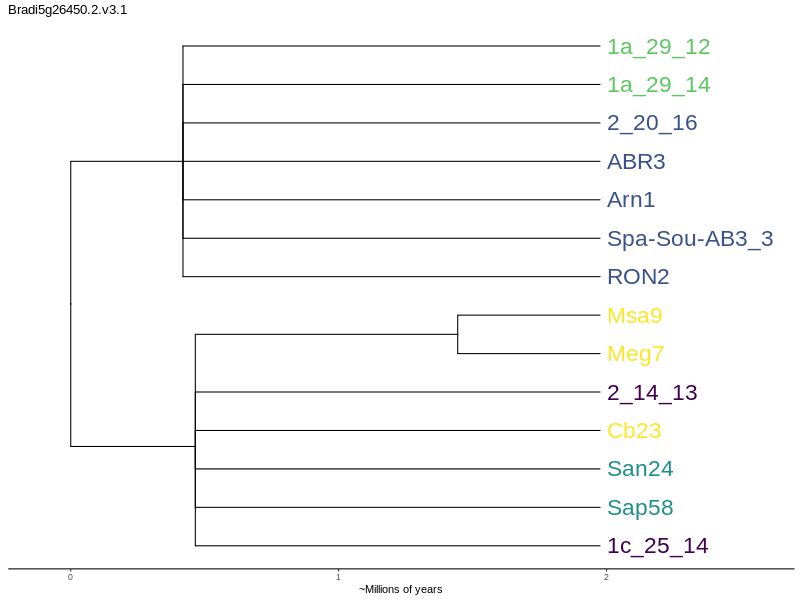 Bradi5g26450.2.v3.1
1a_29_12
1a_29_14
2_20_16
ABR3
Arn1
Spa-Sou-AB3_3
RON2
Msa9
Meg7
2_14_13
Cb23
San24
Sap58
1c_25_14
0 1 2
~Millions of years